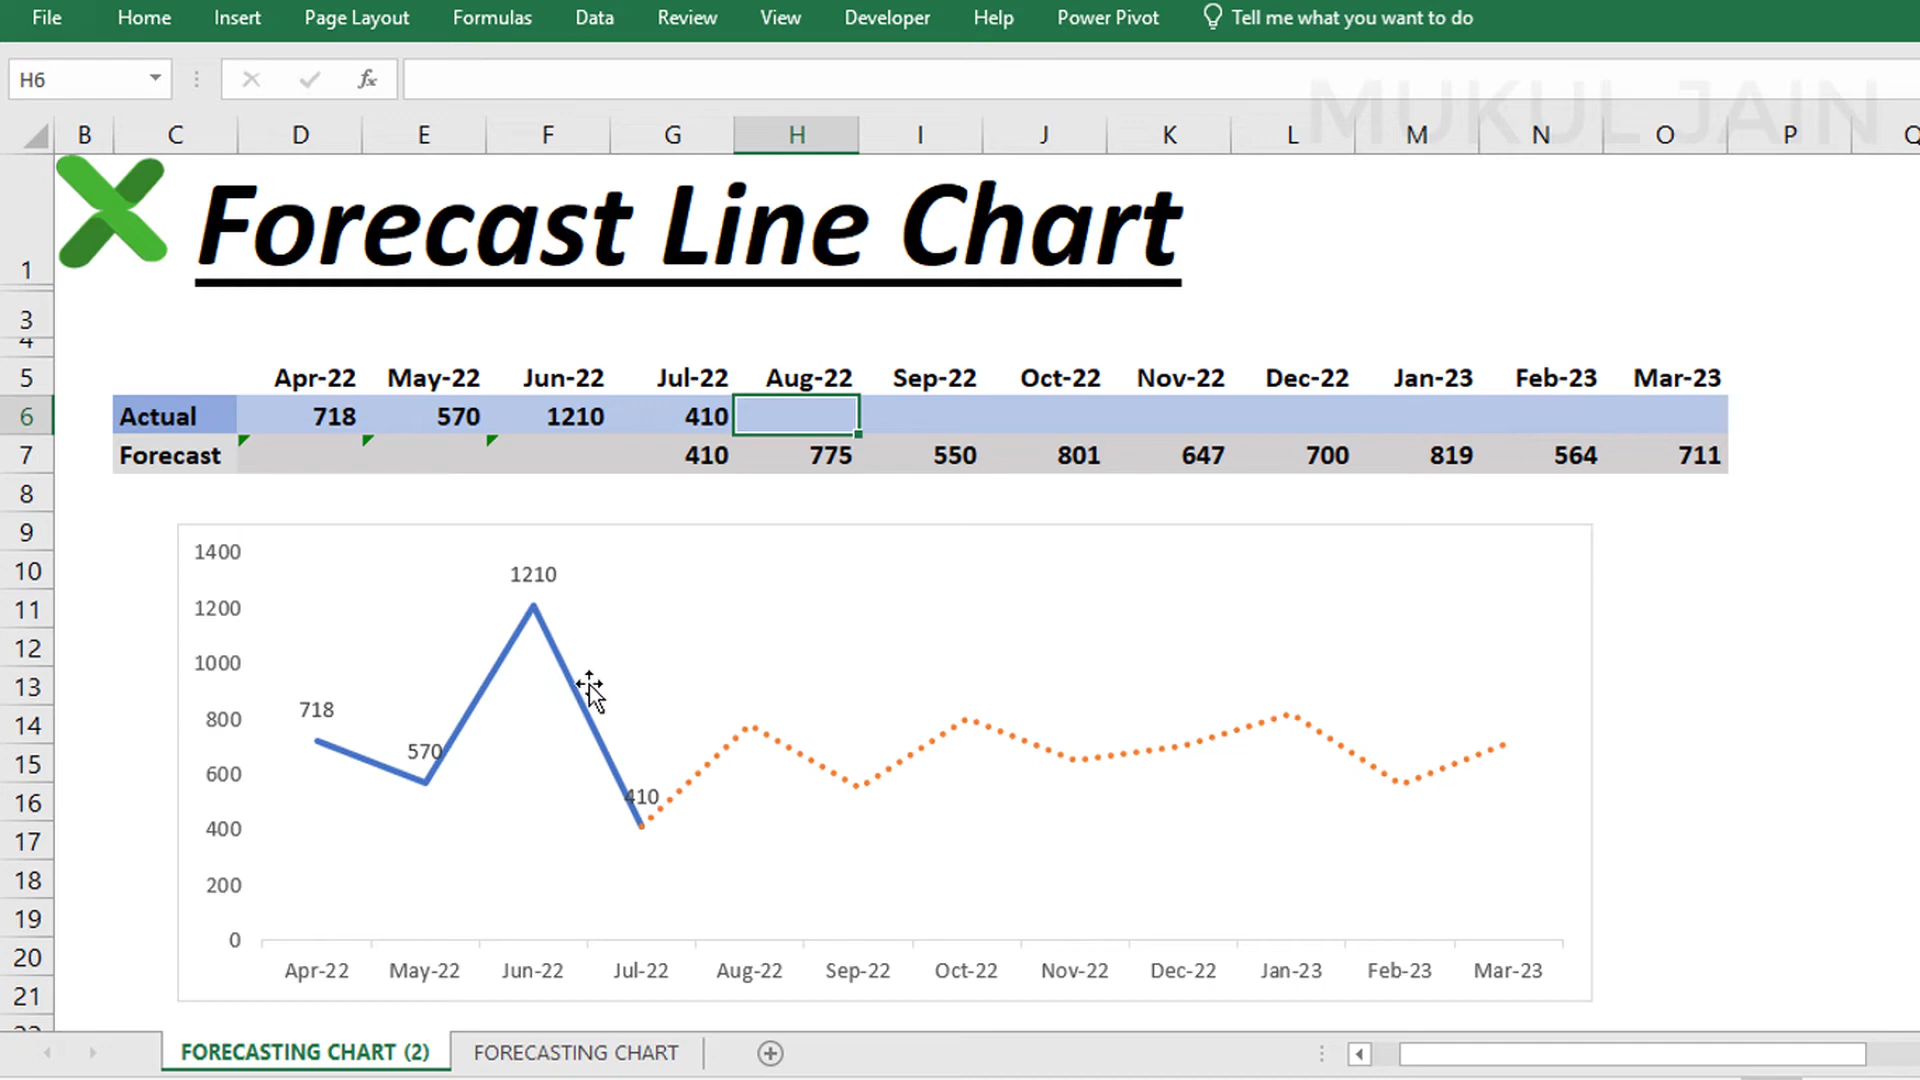 File Home Insert Page Layout Formulas Data Review View Developer Help Power Pivot Tell me what you want to do
H6 fx
MUKUL JAIN
B C D E F G H I J K L M N O P Q
1 Forecast Line Chart
3
4
5 Apr-22 May-22 Jun-22 Jul-22 Aug-22 Sep-22 Oct-22 Nov-22 Dec-22 Jan-23 Feb-23 Mar-23
6 Actual 718 570 1210 410
7 Forecast 410 775 550 801 647 700 819 564 711
8
9
10
11
12
13
14
15
16
17
18
19
20
21
1400
1200
1000
800
600
400
200
0
718
570
1210
410
Apr-22 May-22 Jun-22 Jul-22 Aug-22 Sep-22 Oct-22 Nov-22 Dec-22 Jan-23 Feb-23 Mar-23
FORECASTING CHART (2) FORECASTING CHART